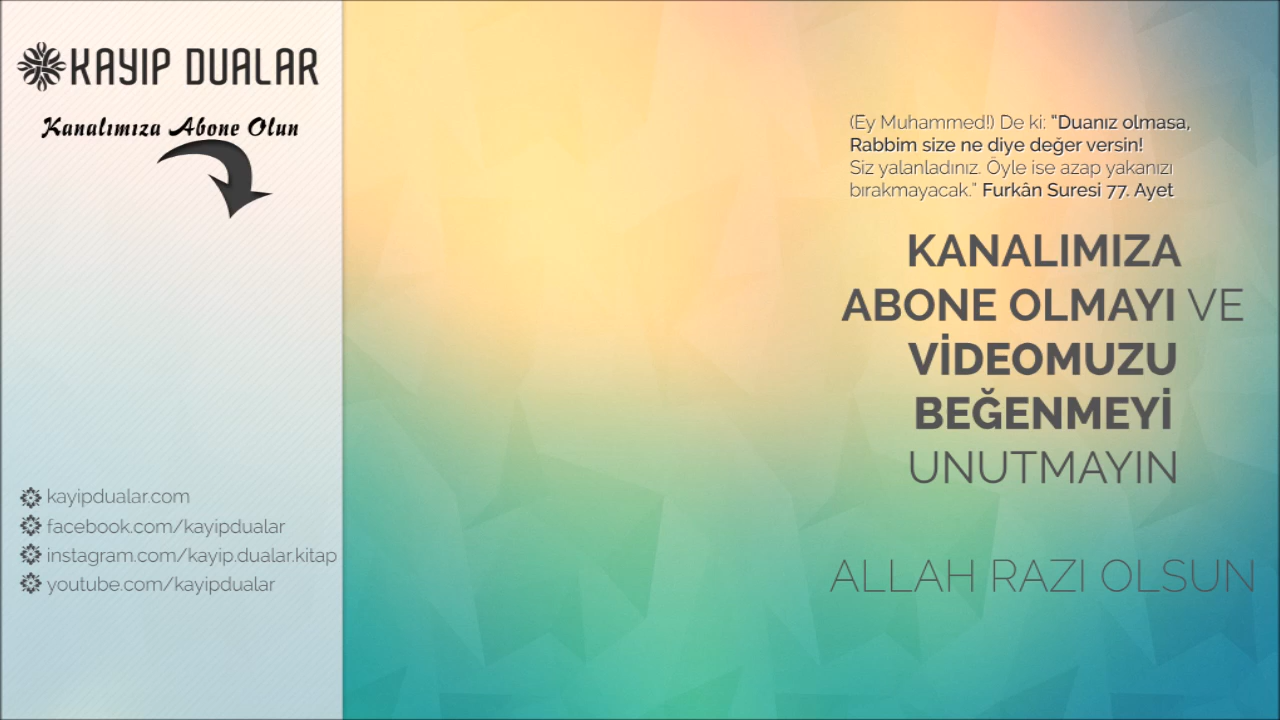 KAYIP DUALAR
Kanalımıza Abone Olun
kayipdualar.com
facebook.com/kayipdualar
instagram.com/kayip.dualar.kitap
youtube.com/kayipdualar
(Ey Muhammed!) De ki: "Duanız olmasa,
Rabbim size ne diye değer versin!
Siz yalanladınız. Öyle ise azap yakanızı
bırakmayacak." Furkân Suresi 77. Ayet
KANALIMIZA
ABONE OLMAYI VE
VİDEOMUZU
BEĞENMEYİ
UNUTMAYIN
ALLAH RAZI OLSUN